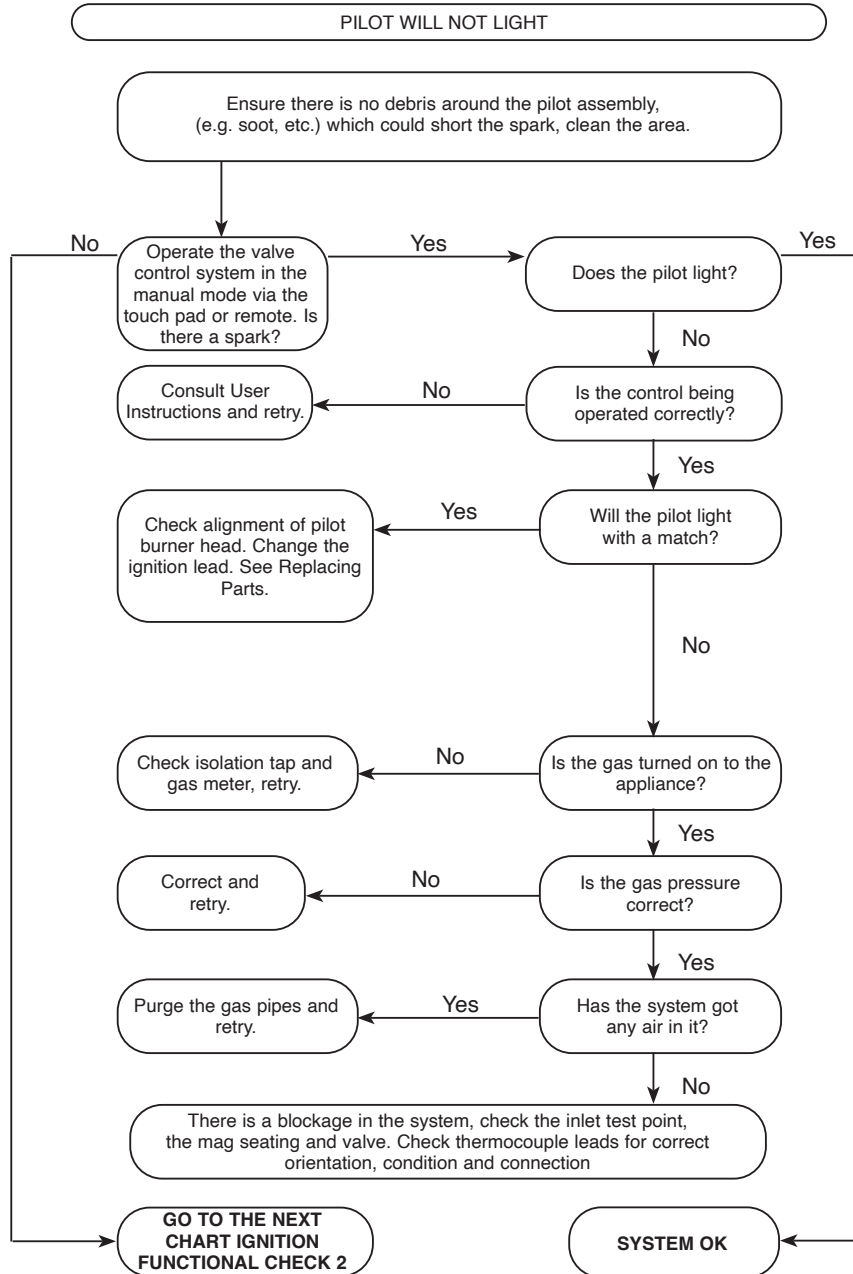 PILOT WILL NOT LIGHT
Ensure there is no debris around the pilot assembly,
(e.g. soot, etc.) which could short the spark, clean the area.
No
Operate the valve
control system in the
manual mode via the
touch pad or remote. Is
there a spark?
Yes
Does the pilot light?
Yes
No
Is the control being
operated correctly?
No
Consult User
Instructions and retry.
Yes
Will the pilot light
with a match?
Yes
Check alignment of pilot
burner head. Change the
ignition lead. See Replacing
Parts.
No
Is the gas turned on to the
appliance?
No
Check isolation tap and
gas meter, retry.
Yes
Is the gas pressure
correct?
No
Correct and
retry.
Yes
Has the system got
any air in it?
Yes
Purge the gas pipes and
retry.
No
There is a blockage in the system, check the inlet test point,
the mag seating and valve. Check thermocouple leads for correct
orientation, condition and connection
GO TO THE NEXT
CHART IGNITION
FUNCTIONAL CHECK 2
SYSTEM OK